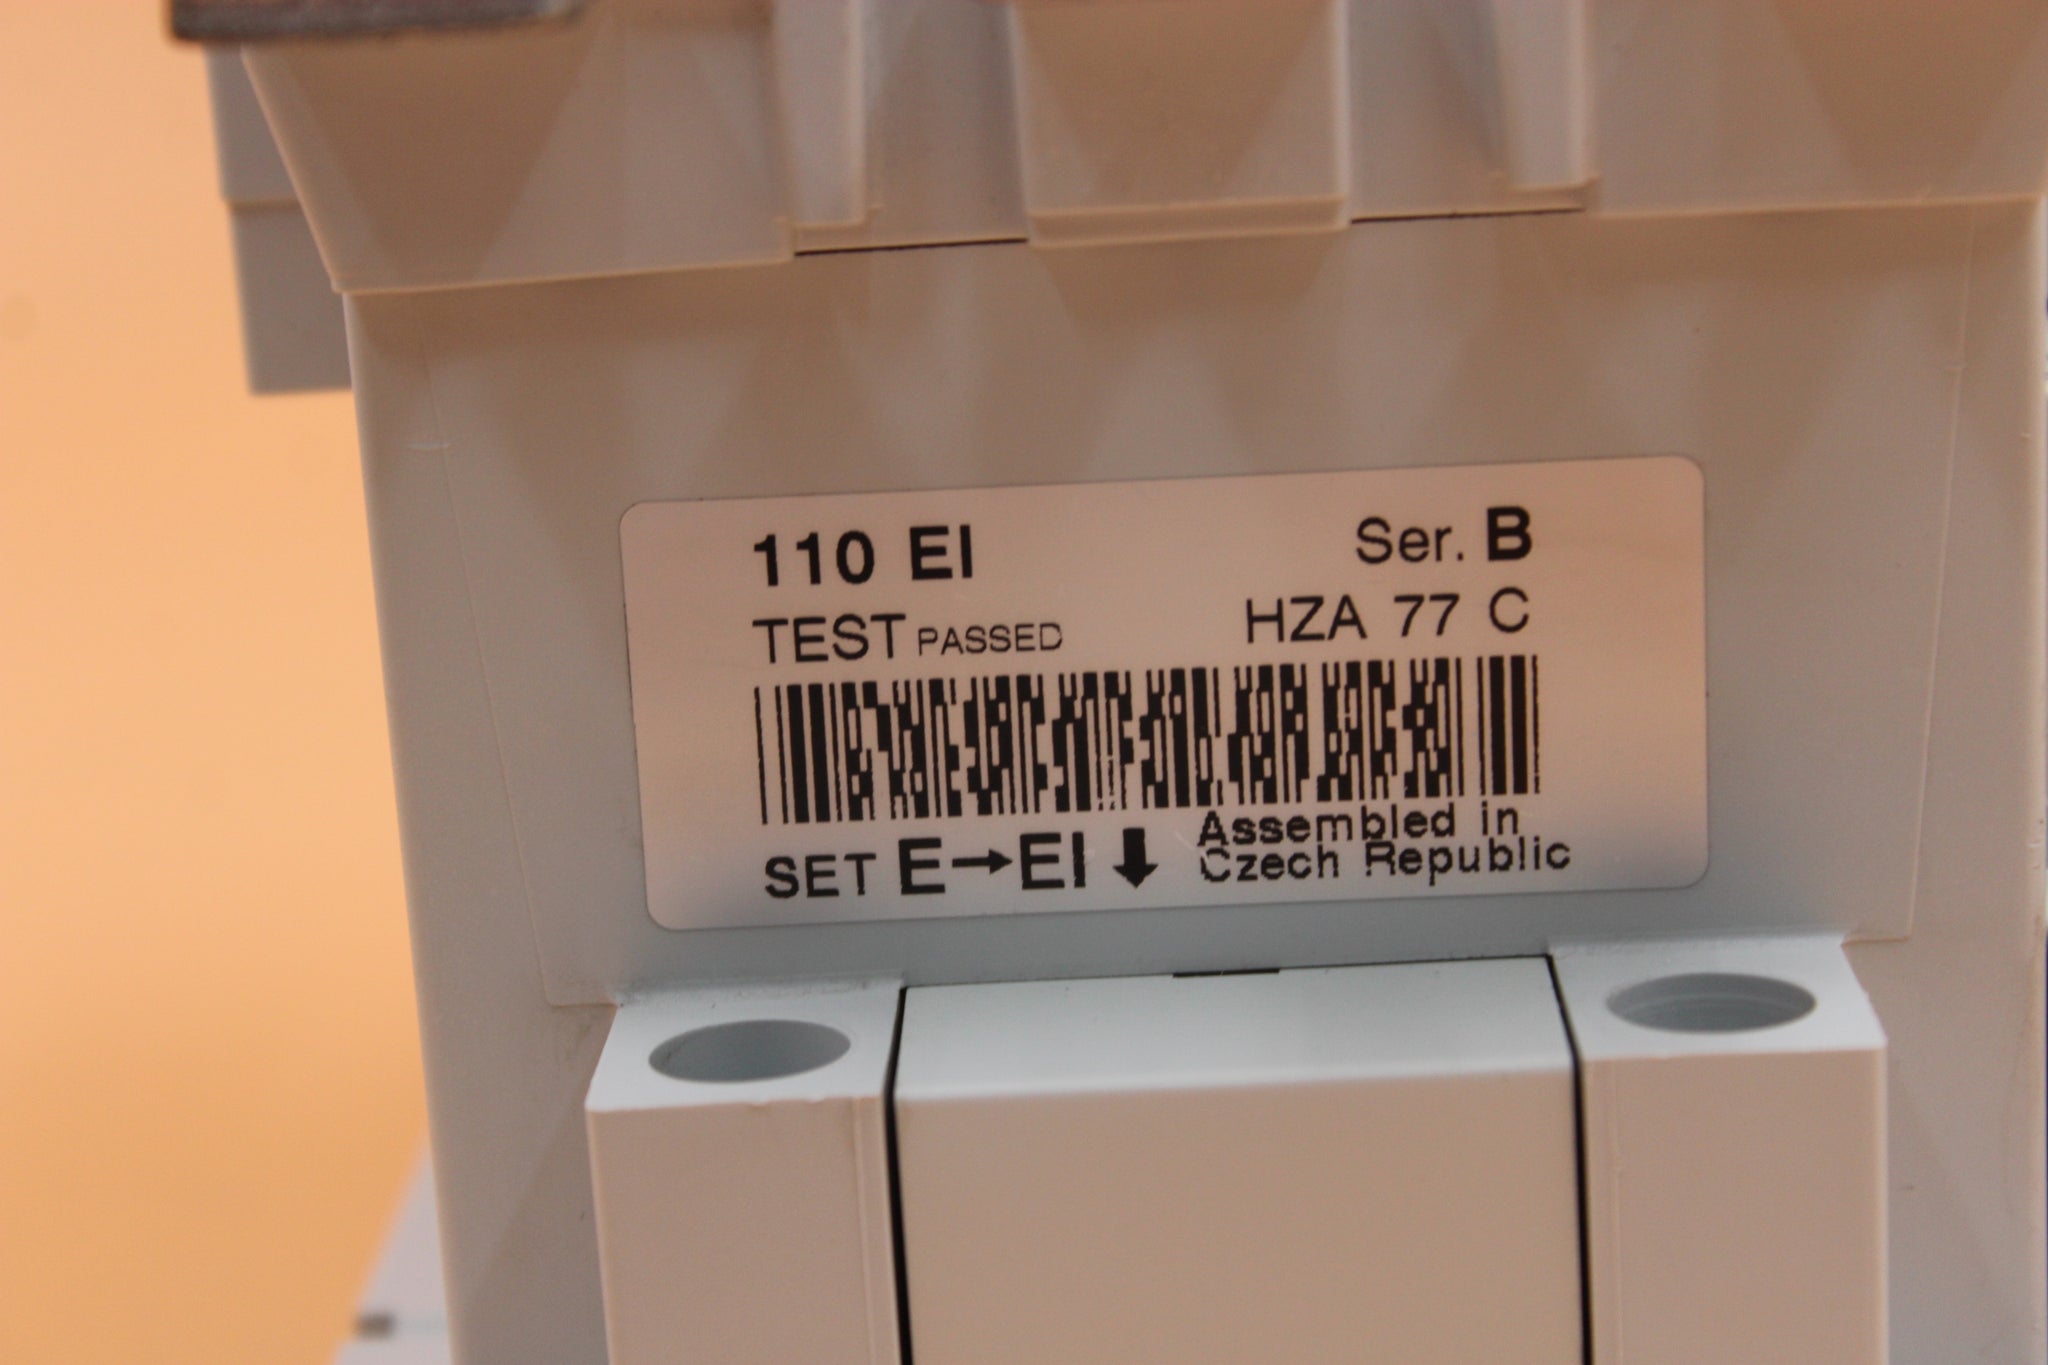 110 EI Ser. B
TEST PASSED HZA 77 C
SET E→EI ⬇ Assembled in
Czech Republic